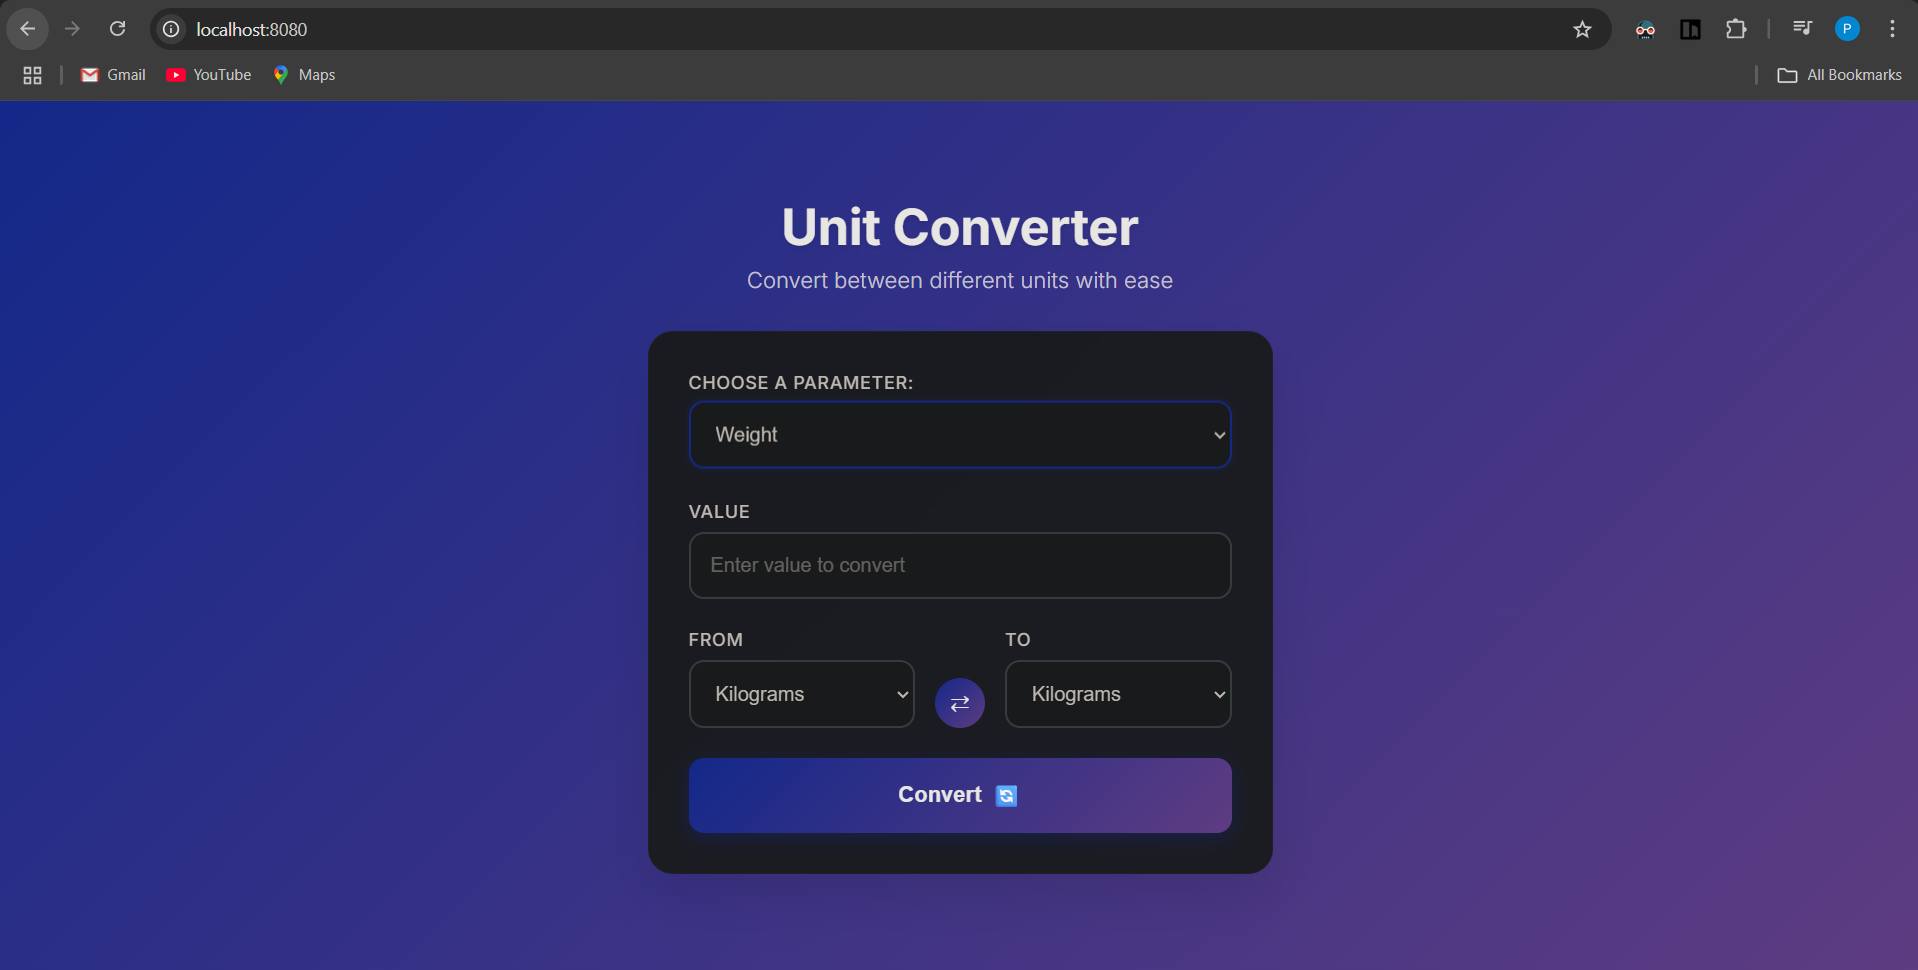 localhost:8080
P
Gmail YouTube Maps All Bookmarks
Unit Converter
Convert between different units with ease
CHOOSE A PARAMETER:
Weight
VALUE
Enter value to convert
FROM TO
Kilograms Kilograms
Convert